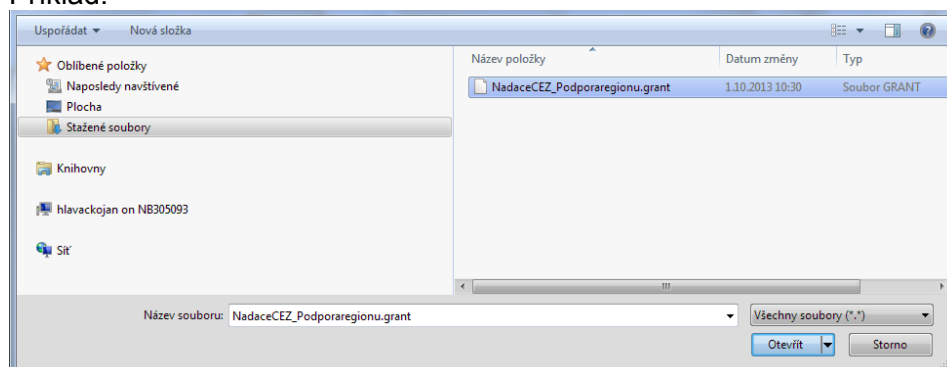 Příklad:
Uspořádat Nová složka
Oblíbené položky
Naposledy navštívené
Plocha
Stažené soubory
Knihovny
hlavackojan on NB305093
Síť
Název položky Datum změny Typ
NadaceCEZ_Podporaregionu.grant 1.10.2013 10:30 Soubor GRANT
Název souboru: NadaceCEZ_Podporaregionu.grant Všechny soubory (*.*)
Otevřít Storno